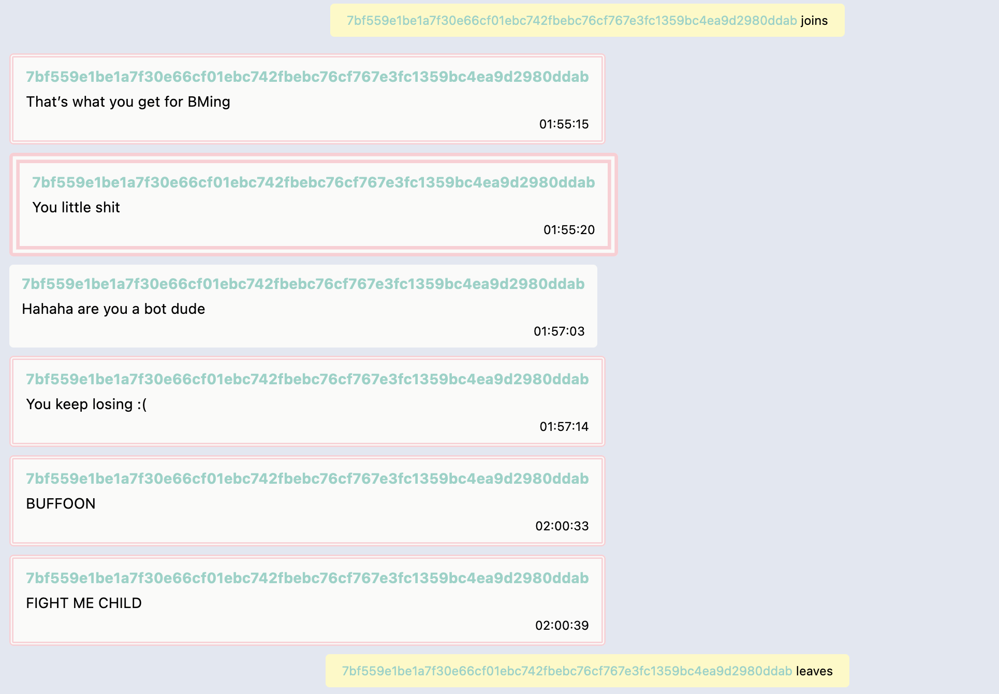 7bf559e1be1a7f30e66cf01ebc742fbebc76cf767e3fc1359bc4ea9d2980ddab joins
7bf559e1be1a7f30e66cf01ebc742fbebc76cf767e3fc1359bc4ea9d2980ddab
That’s what you get for BMing
01:55:15
7bf559e1be1a7f30e66cf01ebc742fbebc76cf767e3fc1359bc4ea9d2980ddab
You little shit
01:55:20
7bf559e1be1a7f30e66cf01ebc742fbebc76cf767e3fc1359bc4ea9d2980ddab
Hahaha are you a bot dude
01:57:03
7bf559e1be1a7f30e66cf01ebc742fbebc76cf767e3fc1359bc4ea9d2980ddab
You keep losing :(
01:57:14
7bf559e1be1a7f30e66cf01ebc742fbebc76cf767e3fc1359bc4ea9d2980ddab
BUFFOON
02:00:33
7bf559e1be1a7f30e66cf01ebc742fbebc76cf767e3fc1359bc4ea9d2980ddab
FIGHT ME CHILD
02:00:39
7bf559e1be1a7f30e66cf01ebc742fbebc76cf767e3fc1359bc4ea9d2980ddab leaves